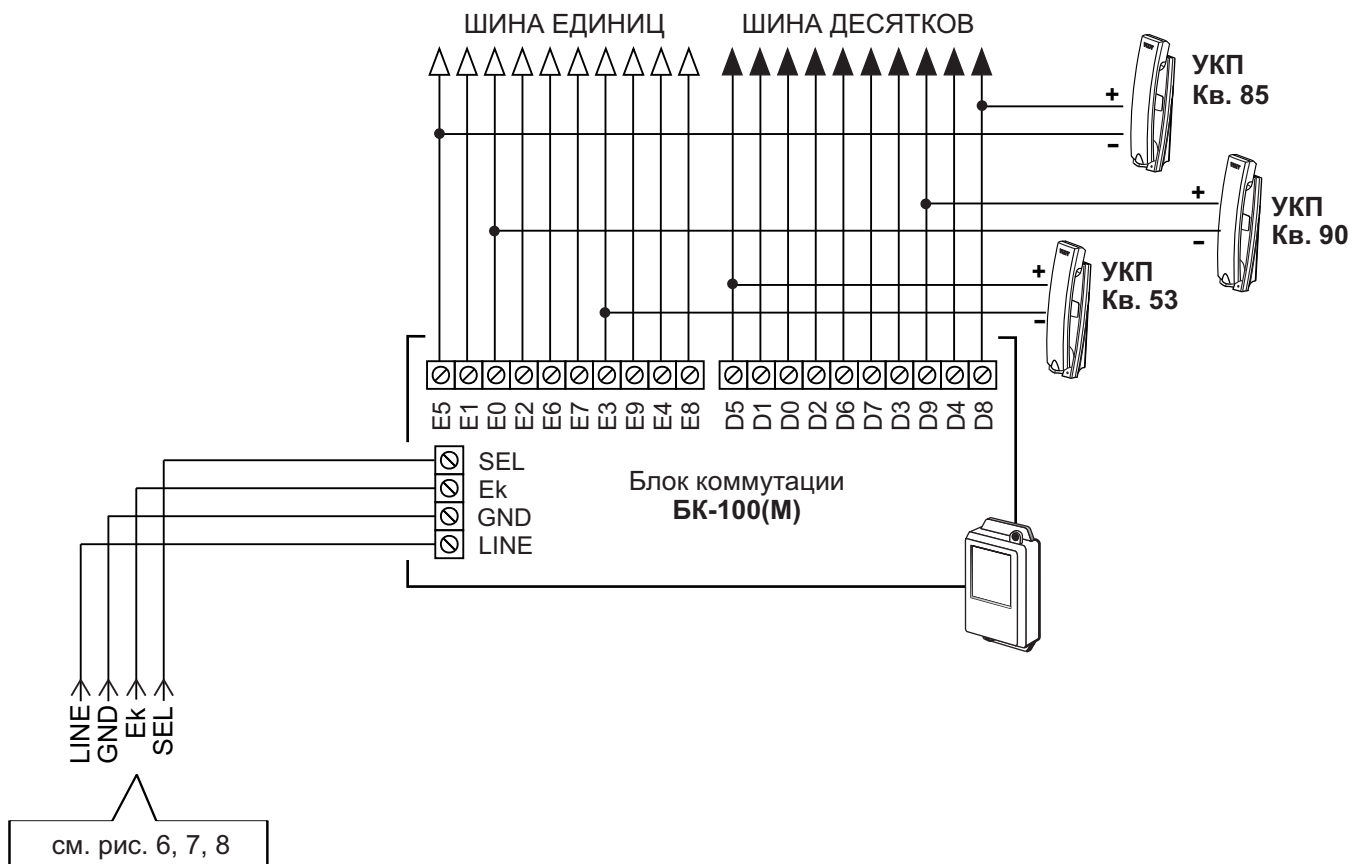 ШИНА ЕДИНИЦ
ШИНА ДЕСЯТКОВ
+
−
УКП
Кв. 85
+
−
УКП
Кв. 90
+
−
УКП
Кв. 53
E5 E1 E0 E2 E6 E7 E3 E9 E4 E8
D5 D1 D0 D2 D6 D7 D3 D9 D4 D8
SEL
Ek
GND
LINE
Блок коммутации
БК-100(М)
LINE
GND
Ek
SEL
см. рис. 6, 7, 8